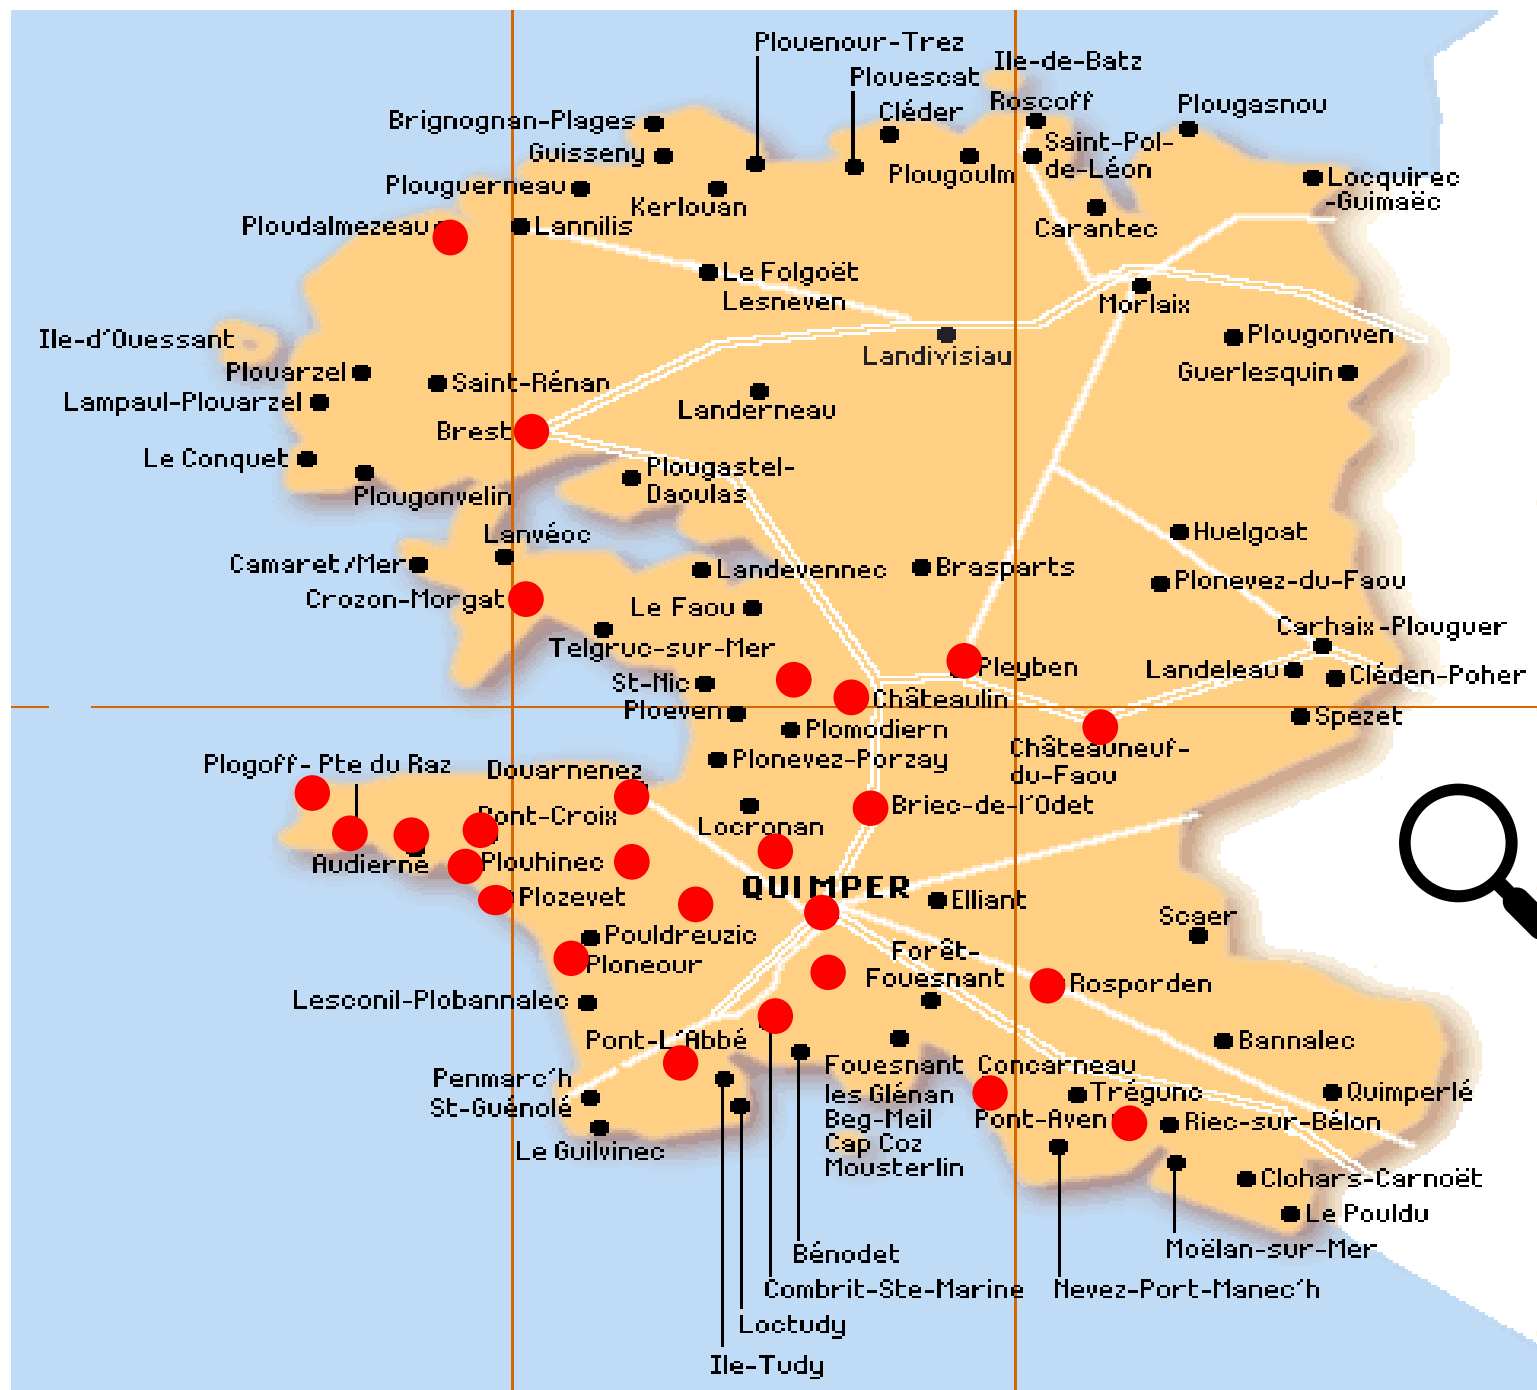 Plouenour-Trez
Ile-de-Batz
Plouescat
Roscoff
Plougasnou
Cléder
Brignognan-Plages
Saint-Pol-
de-Léon
Guisseny
Plougoulm
Locquirec
-Guimaëc
Plouguerneau
Kerlouan
Ploudalmezeau
Lannilis
Carantec
Le Folgoët
Lesneven
Morlaix
Ile-d'Ouessant
Plougonven
Landivisiau
Plouarzel
Saint-Rénan
Guerlesquin
Lampaul-Plouarzel
Landerneau
Brest
Le Conquet
Plougastel-
Daoulas
Plougonvelin
Lanvéoc
Huelgoat
Camaret/Mer
Landevennec
Brasparts
Plonevez-du-Faou
Crozon-Morgat
Le Faou
Carhaix-Plouguer
Telgruc-sur-Mer
Pleyben
Landeleau
Cléden-Poher
St-Nic
Châteaulin
Ploeven
Spezet
Plomodiern
Châteauneuf-
du-Faou
Plogoff- Pte du Raz
Douarnenez
Plonevez-Porzay
Briec-de-l'Odet
Pont-Croix
Locronan
Audierne
Plouhinec
QUIMPER
Plozevet
Elliant
Scaer
Pouldreuzic
Forêt-
Fouesnant
Ploneour
Rosporden
Lesconil-Plobannalec
Pont-L'Abbé
Bannalec
Fouesnant
les Glénan
Beg-Meil
Cap Coz
Mousterlin
Concarneau
Penmarc'h
St-Guénolé
Trégunc
Quimperlé
Pont-Aven
Riec-sur-Bélon
Le Guilvinec
Clohars-Carnoët
Le Pouldu
Bénodet
Moëlan-sur-Mer
Combrit-Ste-Marine
Nevez-Port-Manec'h
Loctudy
Ile-Tudy